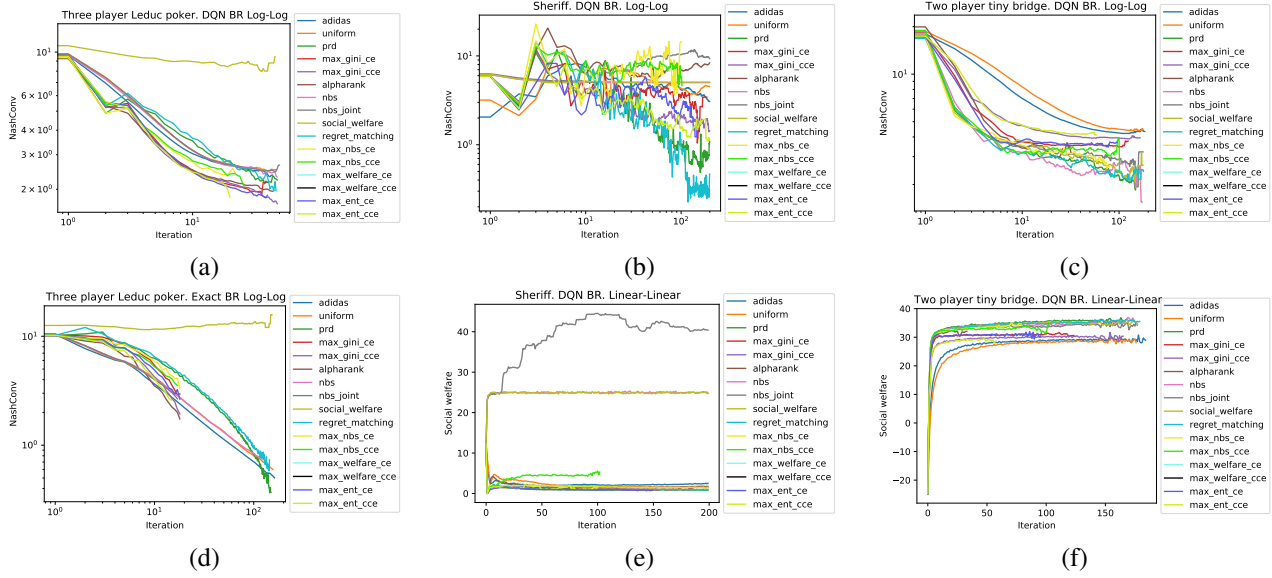 Three player Leduc poker. DQN BR Log-Log
NashConv
10¹
6 × 10⁰
4 × 10⁰
3 × 10⁰
2 × 10⁰
10⁰
10¹
Iteration
adidas
uniform
prd
max_gini_ce
max_gini_cce
alpharank
nbs
nbs_joint
social_welfare
regret_matching
max_nbs_ce
max_nbs_cce
max_welfare_ce
max_welfare_cce
max_ent_ce
max_ent_cce
(a)
Sheriff. DQN BR. Log-Log
NashConv
10¹
10⁰
10⁰
10¹
10²
Iteration
adidas
uniform
prd
max_gini_ce
max_gini_cce
alpharank
nbs
nbs_joint
social_welfare
regret_matching
max_nbs_ce
max_nbs_cce
max_welfare_ce
max_welfare_cce
max_ent_ce
max_ent_cce
(b)
Two player tiny bridge. DQN BR. Log-Log
NashConv
10¹
10⁰
10¹
10²
Iteration
adidas
uniform
prd
max_gini_ce
max_gini_cce
alpharank
nbs
nbs_joint
social_welfare
regret_matching
max_nbs_ce
max_nbs_cce
max_welfare_ce
max_welfare_cce
max_ent_ce
max_ent_cce
(c)
Three player Leduc poker. Exact BR Log-Log
NashConv
10¹
10⁰
10⁰
10¹
10²
Iteration
adidas
uniform
prd
max_gini_ce
max_gini_cce
alpharank
nbs
nbs_joint
social_welfare
regret_matching
max_nbs_ce
max_nbs_cce
max_welfare_ce
max_welfare_cce
max_ent_ce
max_ent_cce
(d)
Sheriff. DQN BR. Linear-Linear
Social welfare
40
30
20
10
0
0
50
100
150
200
Iteration
adidas
uniform
prd
max_gini_ce
max_gini_cce
alpharank
nbs
nbs_joint
social_welfare
regret_matching
max_nbs_ce
max_nbs_cce
max_welfare_ce
max_welfare_cce
max_ent_ce
max_ent_cce
(e)
Two player tiny bridge. DQN BR. Linear-Linear
Social welfare
40
30
20
10
0
−10
−20
0
50
100
150
Iteration
adidas
uniform
prd
max_gini_ce
max_gini_cce
alpharank
nbs
nbs_joint
social_welfare
regret_matching
max_nbs_ce
max_nbs_cce
max_welfare_ce
max_welfare_cce
max_ent_ce
max_ent_cce
(f)